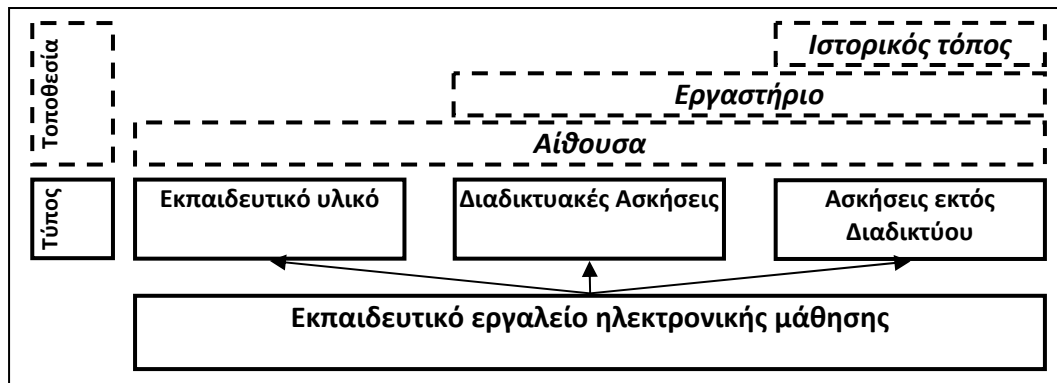 Τοποθεσία
Ιστορικός τόπος
Εργαστήριο
Αίθουσα
Τύπος
Εκπαιδευτικό υλικό
Διαδικτυακές Ασκήσεις
Ασκήσεις εκτός
Διαδικτύου
Εκπαιδευτικό εργαλείο ηλεκτρονικής μάθησης